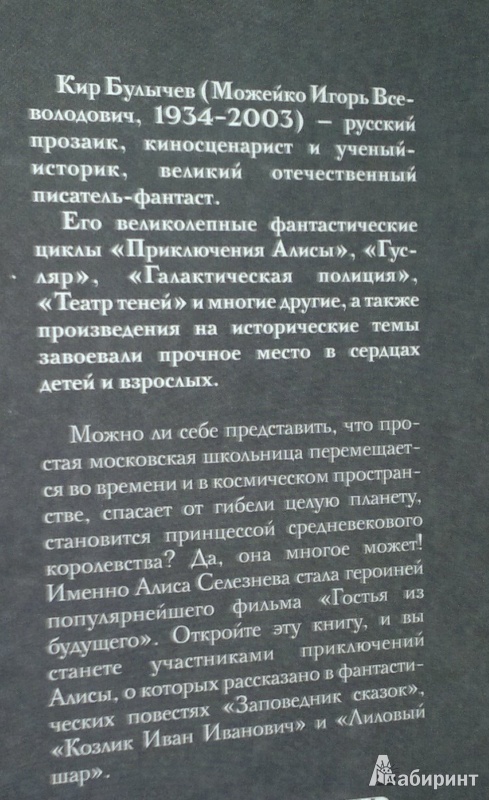 Кир Булычев (Можейко Игорь Все-
володович, 1934–2003) – русский
прозаик, киносценарист и ученый-
историк, великий отечественный
писатель-фантаст.
Его великолепные фантастические
циклы «Приключения Алисы», «Гус-
ляр», «Галактическая полиция»,
«Театр теней» и многие другие, а также
произведения на исторические темы
завоевали прочное место в сердцах
детей и взрослых.
Можно ли себе представить, что про-
стая московская школьница перемещает-
ся во времени и в космическом простран-
стве, спасает от гибели целую планету,
становится принцессой средневекового
королевства? Да, она многое может!
Именно Алиса Селезнева стала героиней
популярнейшего фильма «Гостья из
будущего». Откройте эту книгу, и вы
станете участниками приключений
Алисы, о которых рассказано в фантасти-
ческих повестях «Заповедник сказок»,
«Козлик Иван Иванович» и «Лиловый
шар».
Лабиринт